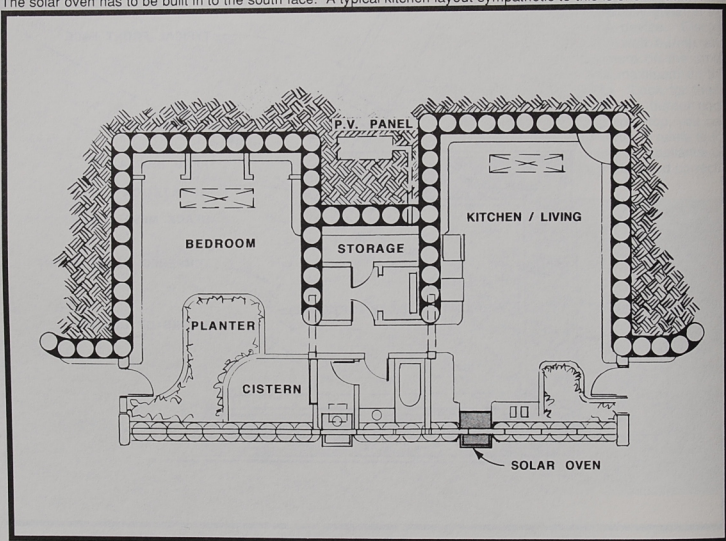 The solar oven has to be built in to the south face. A typical kitchen layout sympathetic to
P.V. PANEL
KITCHEN / LIVING
BEDROOM
STORAGE
PLANTER
CISTERN
SOLAR OVEN